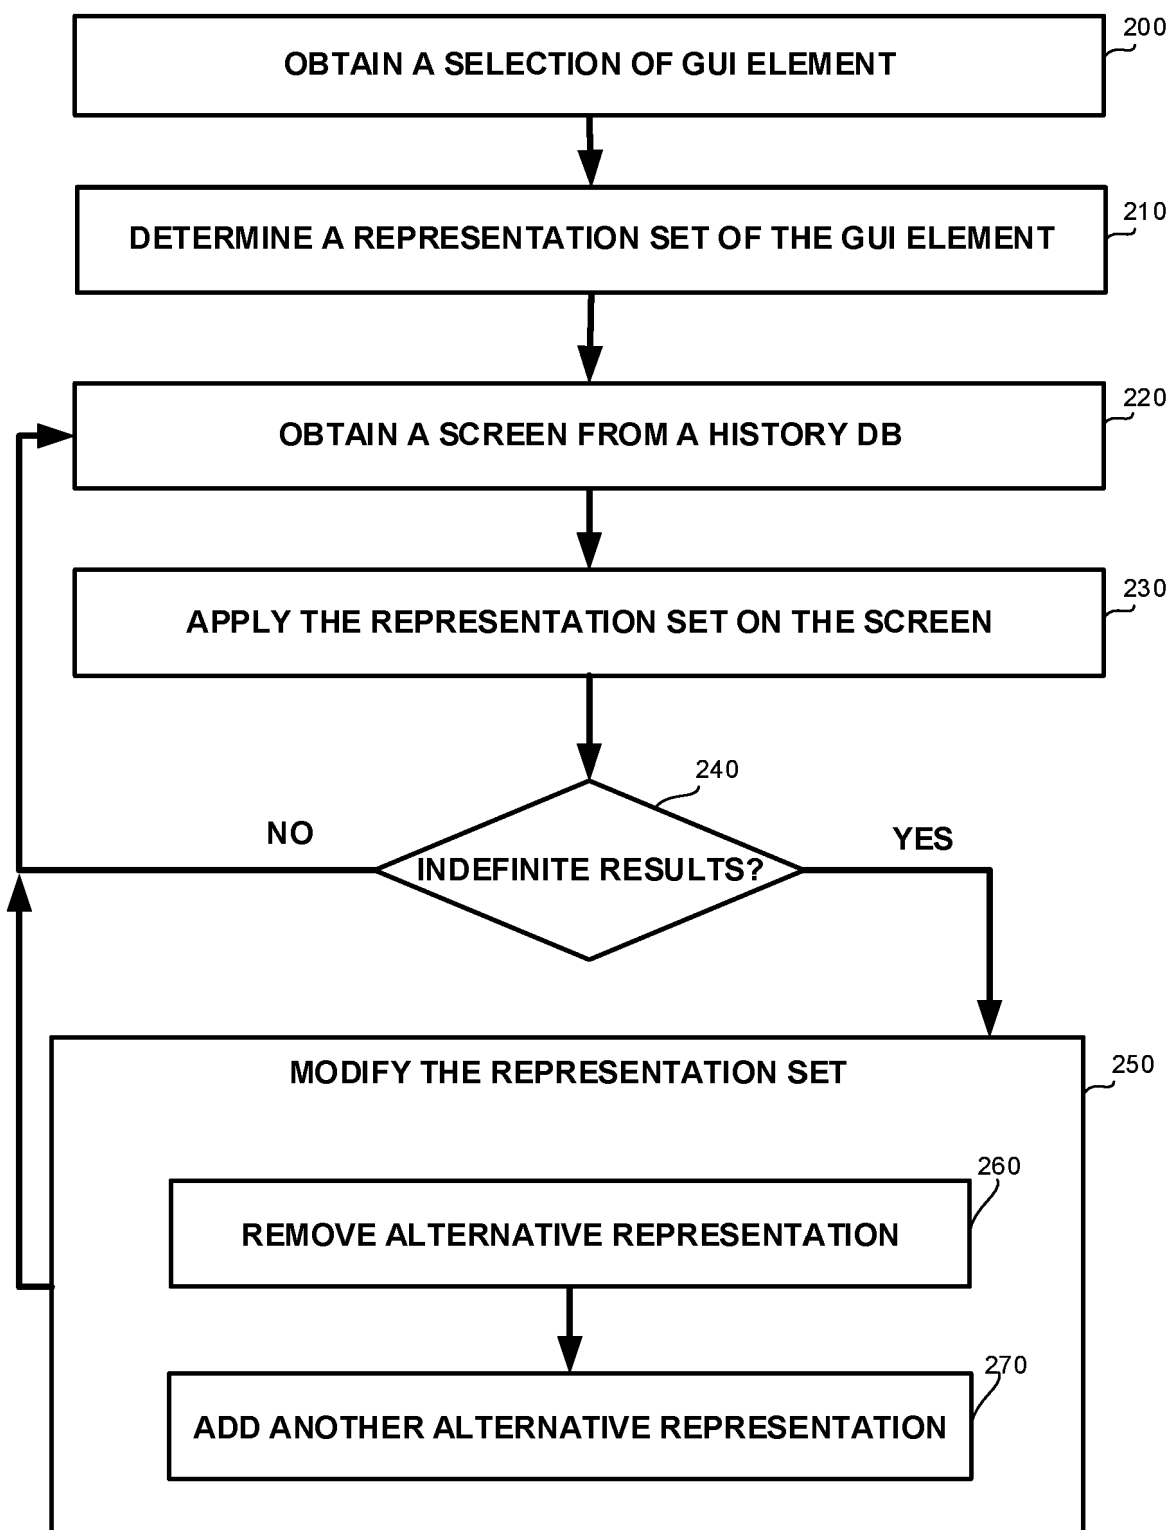 200
OBTAIN A SELECTION OF GUI ELEMENT
210
DETERMINE A REPRESENTATION SET OF THE GUI ELEMENT
220
OBTAIN A SCREEN FROM A HISTORY DB
230
APPLY THE REPRESENTATION SET ON THE SCREEN
240
NO
YES
INDEFINITE RESULTS?
250
MODIFY THE REPRESENTATION SET
260
REMOVE ALTERNATIVE REPRESENTATION
270
ADD ANOTHER ALTERNATIVE REPRESENTATION